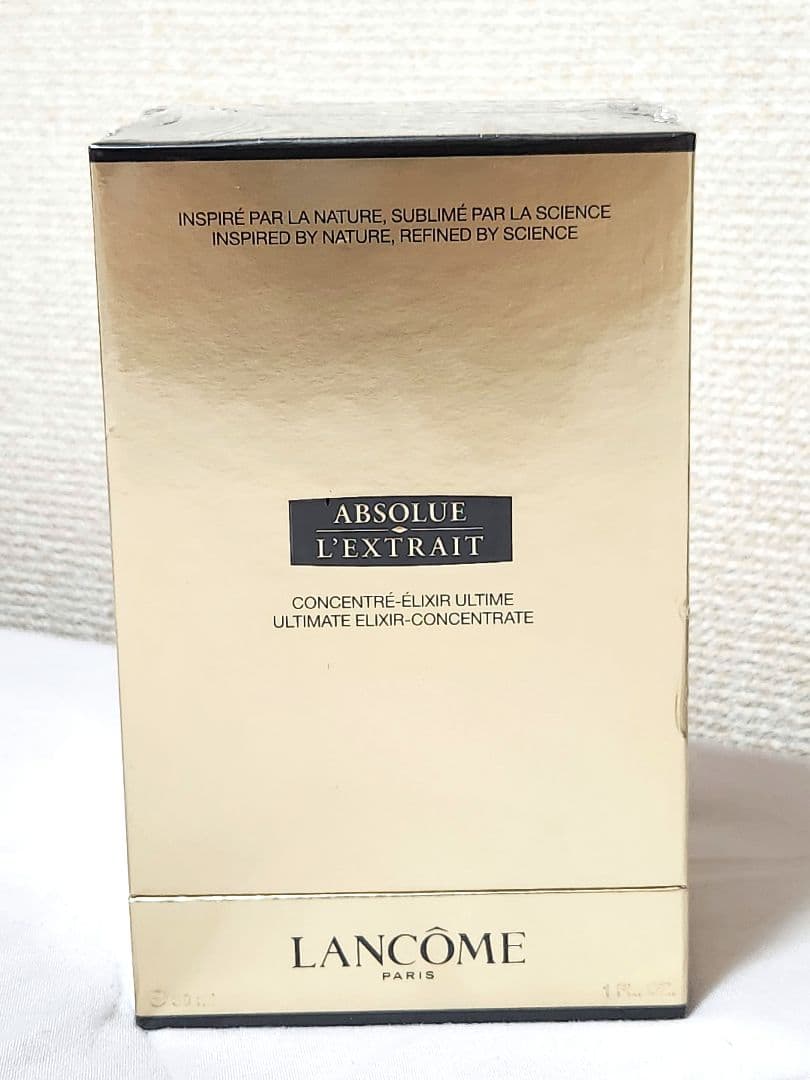 INSPIRÉ PAR LA NATURE, SUBLIMÉ PAR LA SCIENCE
INSPIRED BY NATURE, REFINED BY SCIENCE
ABSOLUE
L'EXTRAIT
CONCENTRÉ-ÉLIXIR ULTIME
ULTIMATE ELIXIR-CONCENTRATE
LANCÔME
PARIS